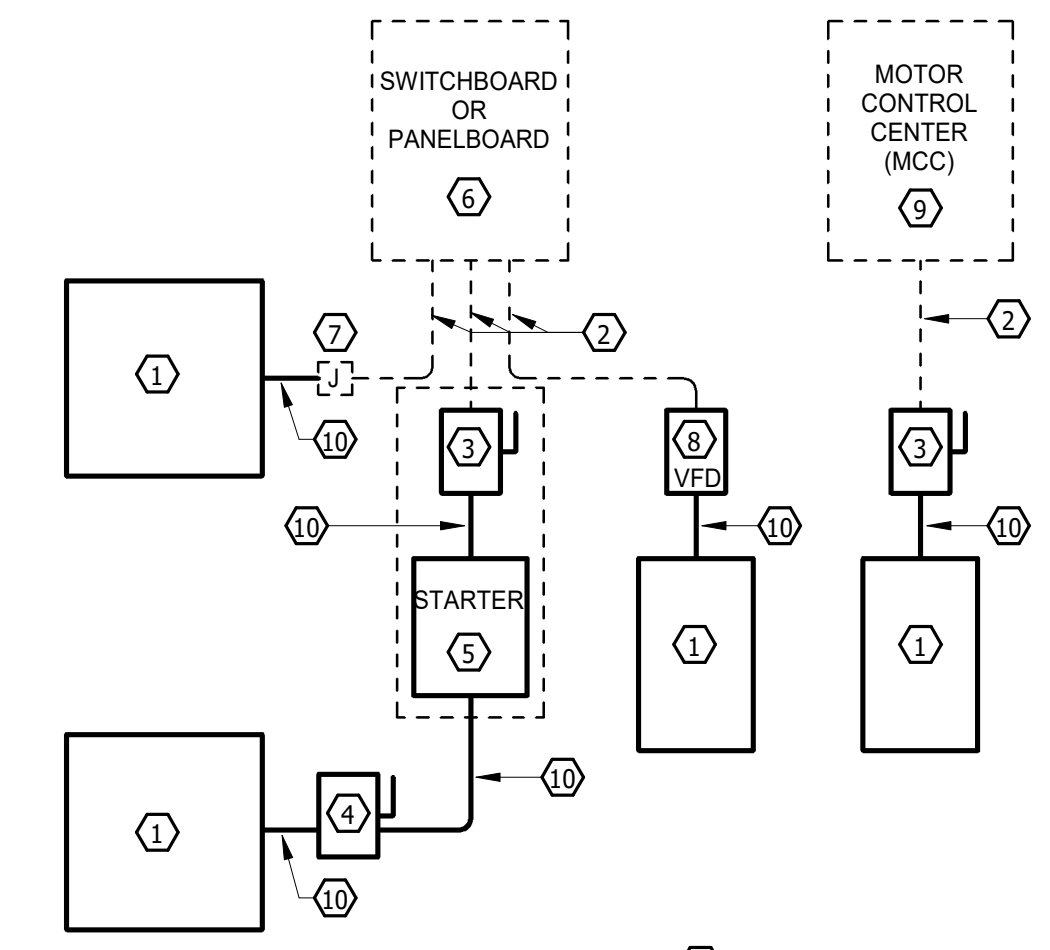 SWITCHBOARD
OR
PANELBOARD
6
MOTOR
CONTROL
CENTER
(MCC)
9
7
2
2
1
J
10
3
8
VFD
3
10
10
10
STARTER
5
1
1
10
1
4
10